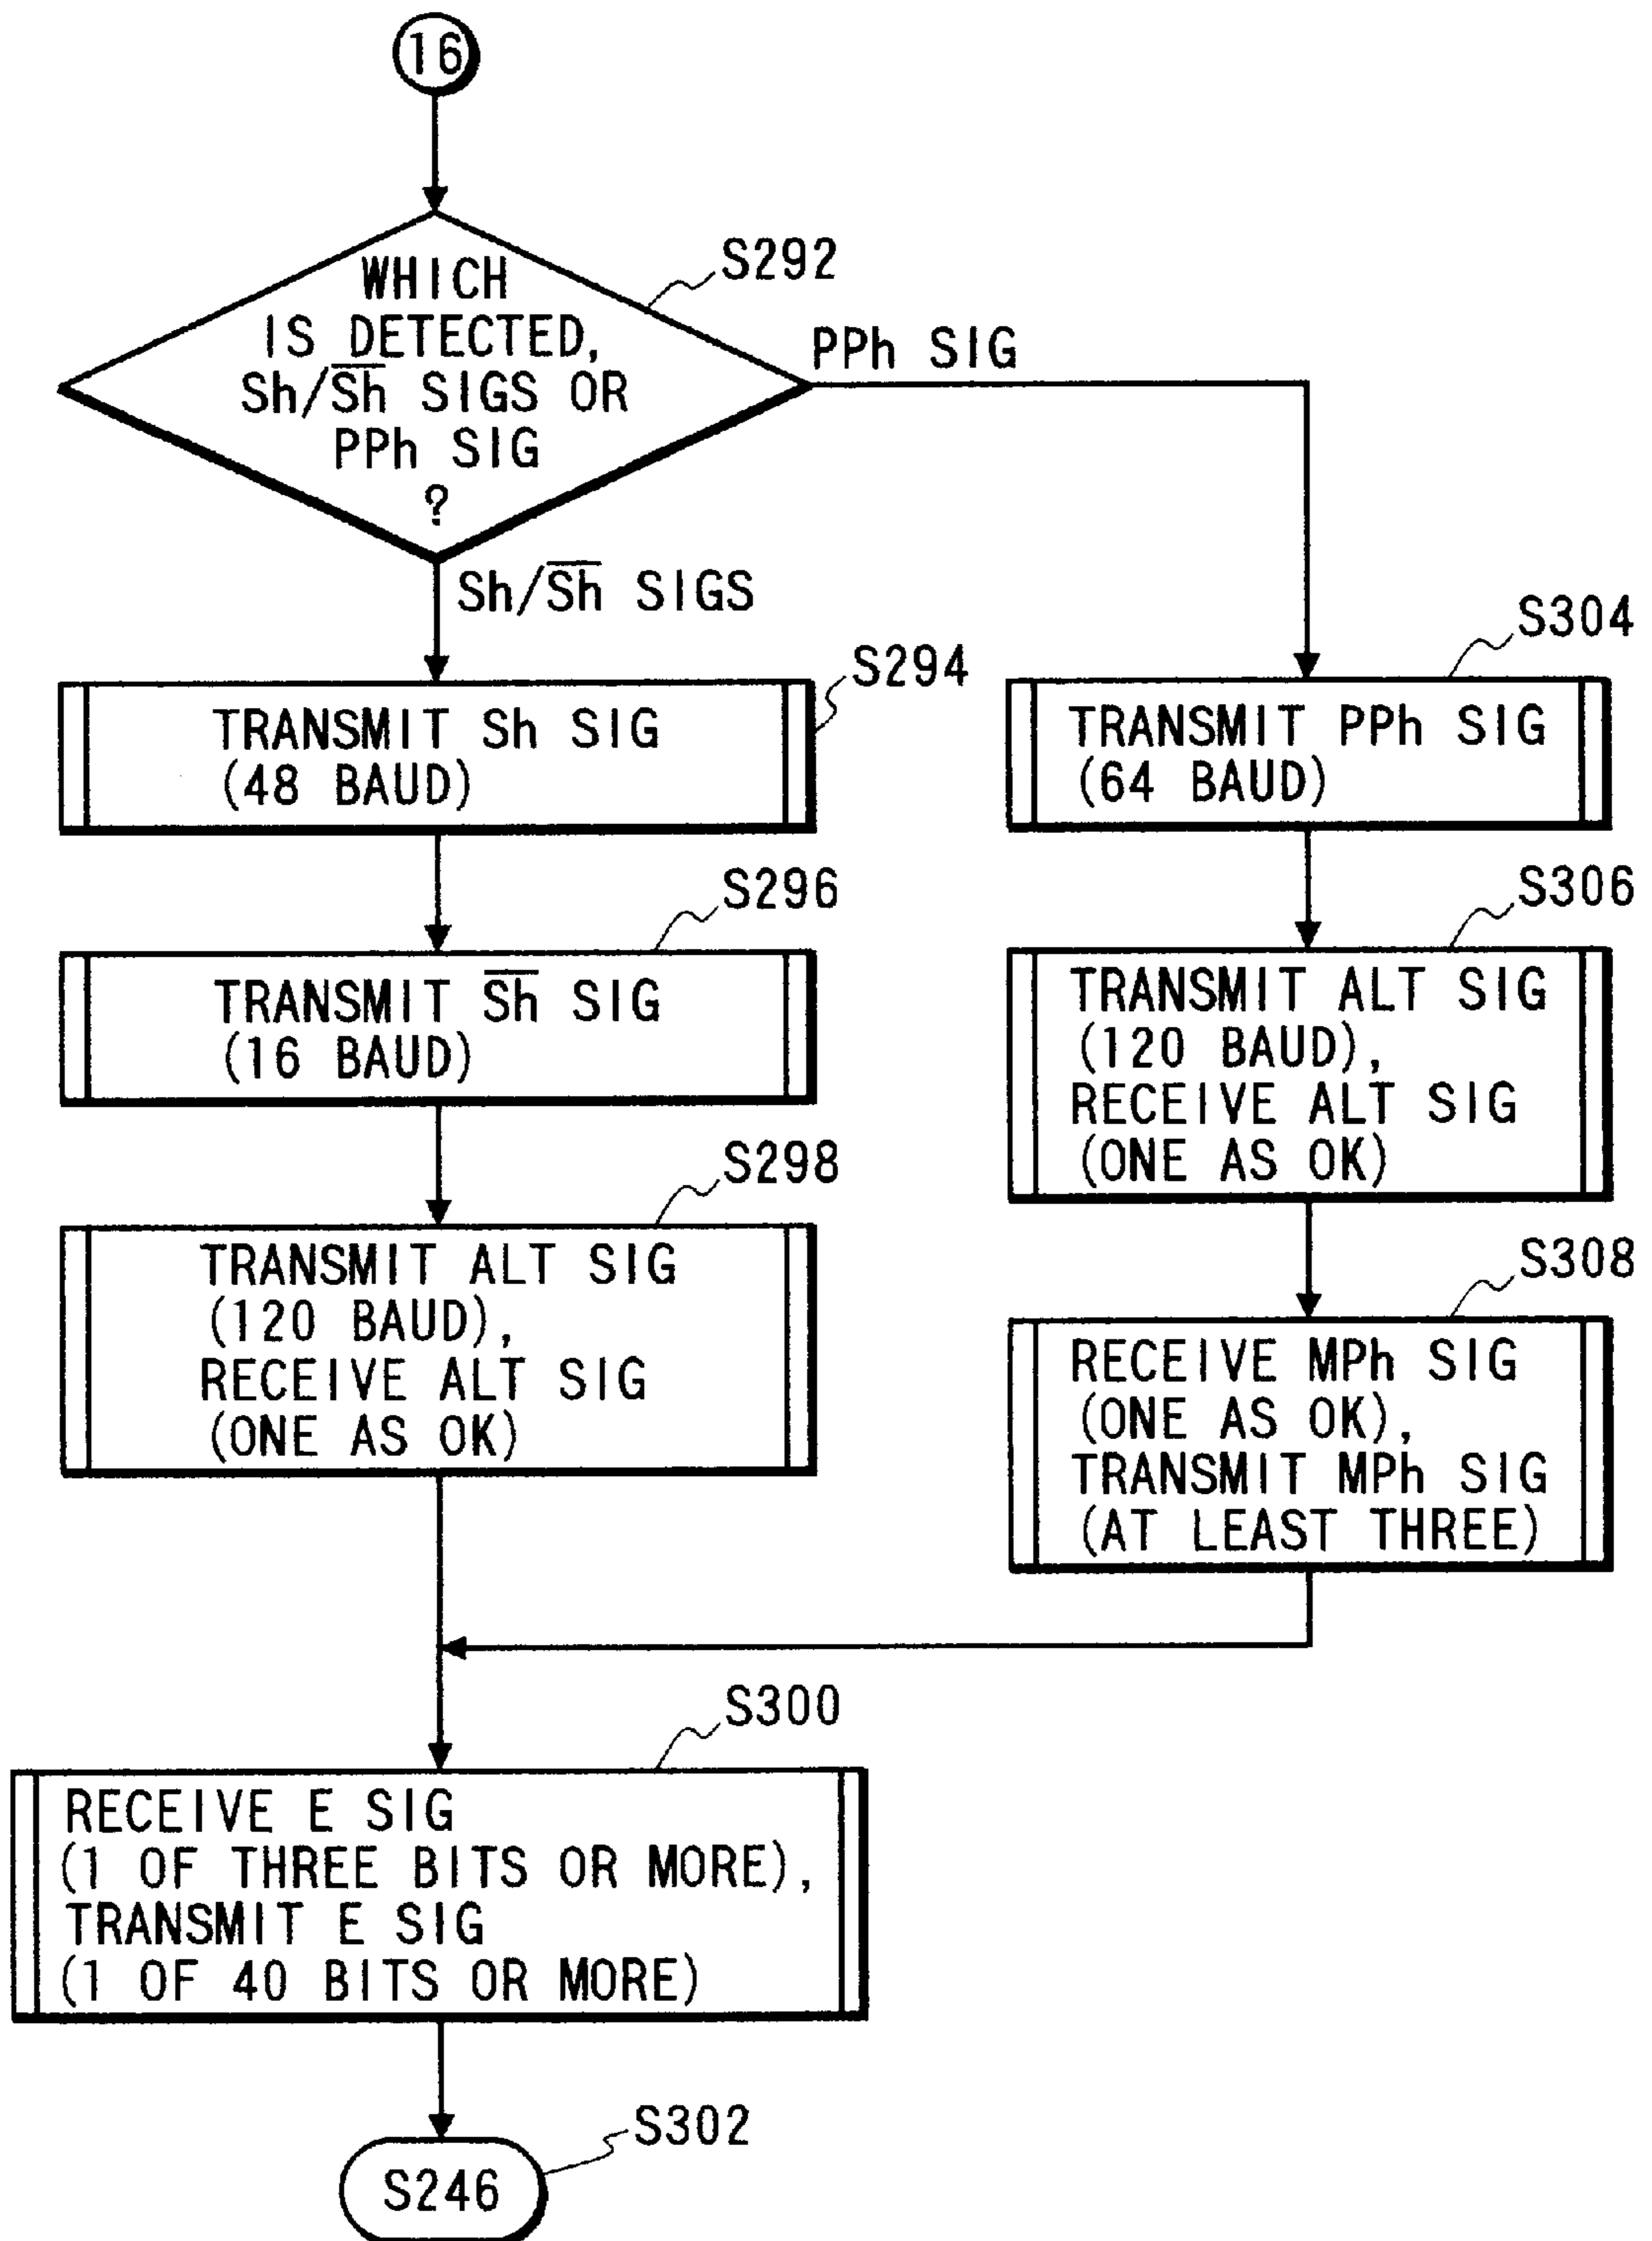 16
WHICH
IS DETECTED,
Sh/S̅h̅ SIGS OR
PPh SIG
?
S292
PPh SIG
Sh/S̅h̅ SIGS
S294
TRANSMIT Sh SIG
(48 BAUD)
S296
TRANSMIT S̅h̅ SIG
(16 BAUD)
S298
TRANSMIT ALT SIG
(120 BAUD),
RECEIVE ALT SIG
(ONE AS OK)
S304
TRANSMIT PPh SIG
(64 BAUD)
S306
TRANSMIT ALT SIG
(120 BAUD),
RECEIVE ALT SIG
(ONE AS OK)
S308
RECEIVE MPh SIG
(ONE AS OK),
TRANSMIT MPh SIG
(AT LEAST THREE)
S300
RECEIVE E SIG
(1 OF THREE BITS OR MORE),
TRANSMIT E SIG
(1 OF 40 BITS OR MORE)
S302
S246